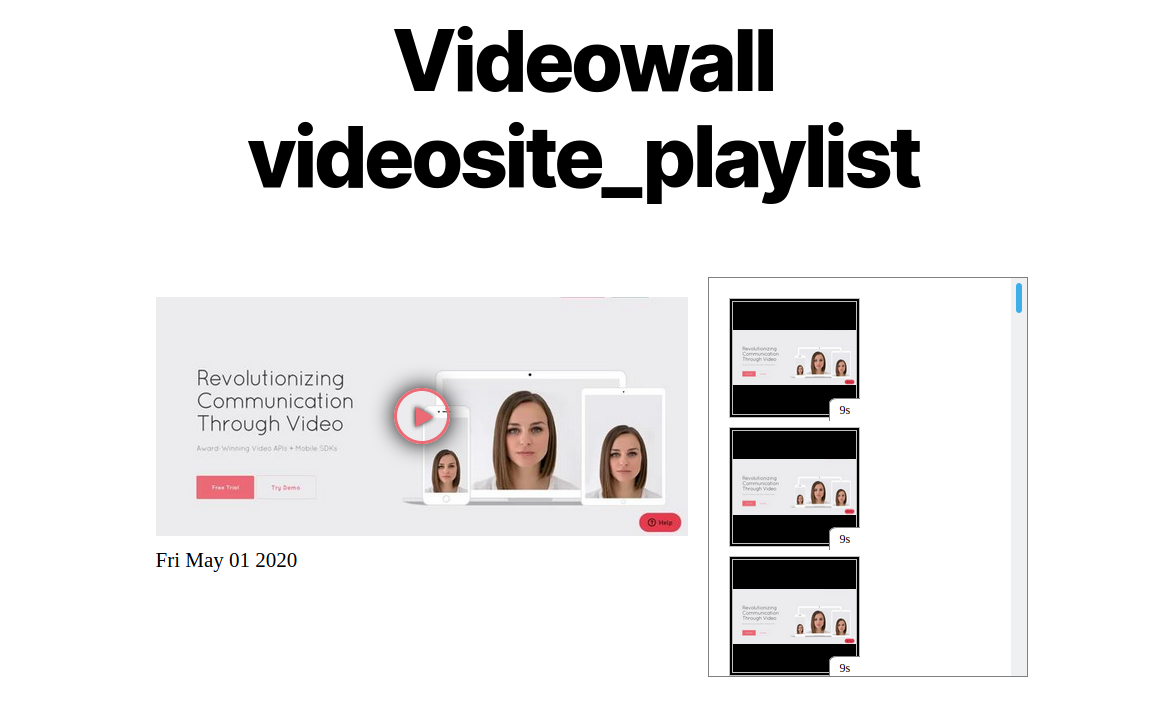 Videowall
videosite_playlist
Revolutionizing
Communication
Through Video
Award-Winning Video APIs + Mobile SDKs
Free Trial
Try Demo
Help
Fri May 01 2020
Revolutionizing
Communication
Through Video
9s
Revolutionizing
Communication
Through Video
9s
Revolutionizing
Communication
Through Video
9s